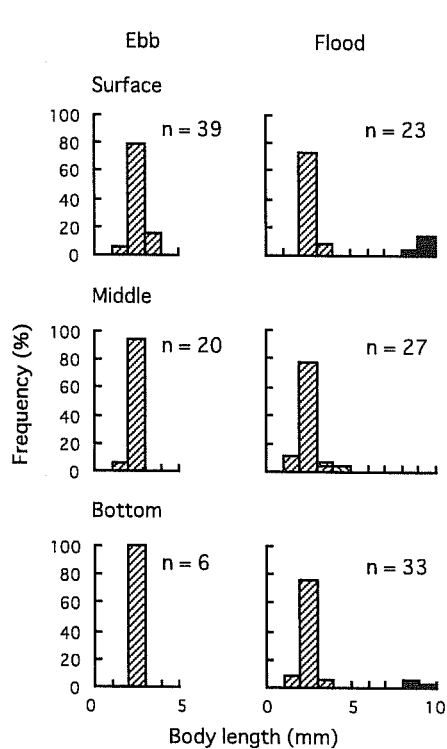 Ebb Flood
Surface
100
80
60
40
20
0
n = 39
n = 23
Middle
100
80
60
40
20
0
n = 20
n = 27
Frequency (%)
Bottom
100
80
60
40
20
0
n = 6
n = 33
0 5 0 5 10
Body length (mm)